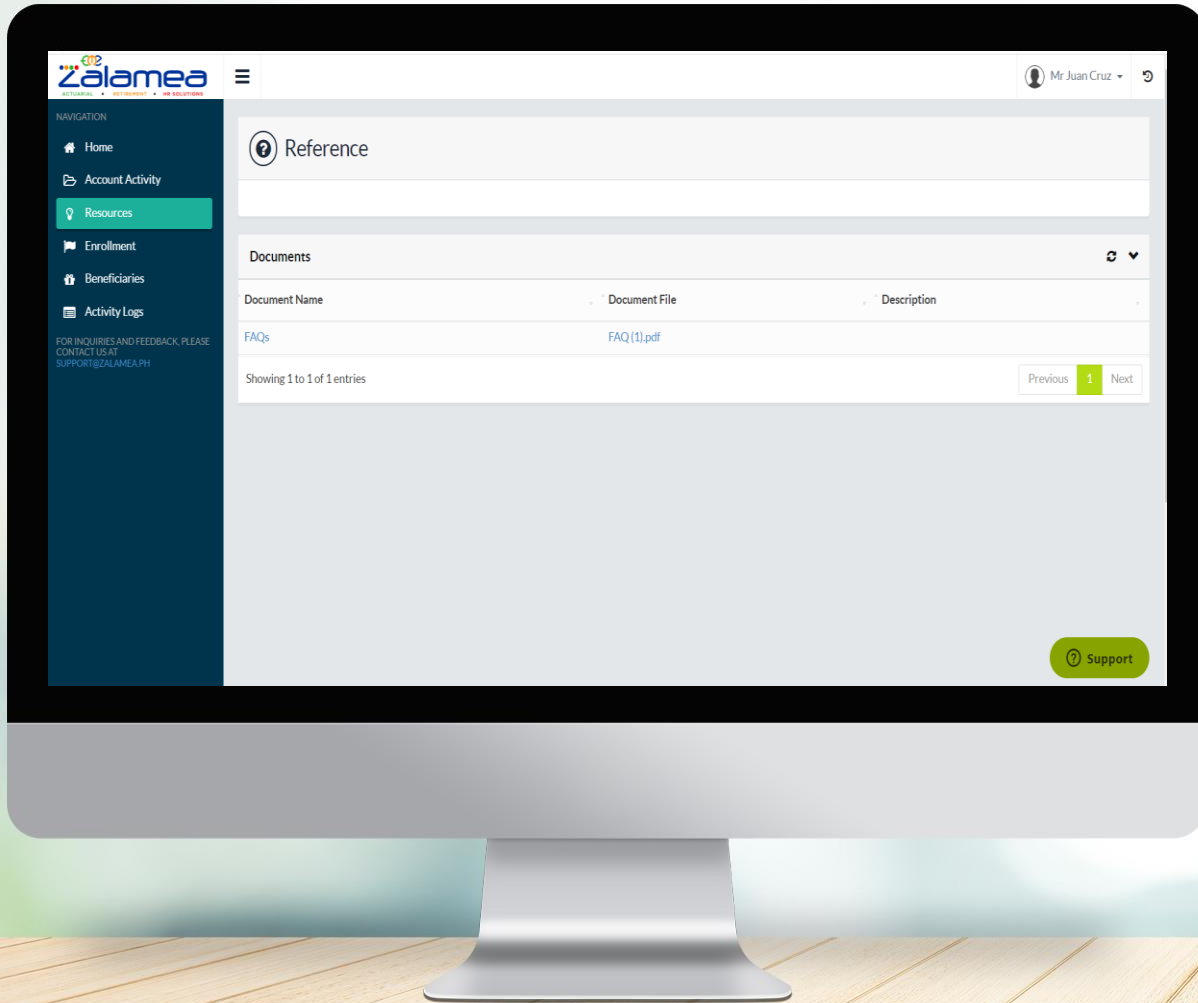 Zalamea
ACTUARIAL • RETIREMENT • HR SOLUTIONS
Mr Juan Cruz
NAVIGATION
Home
Account Activity
Resources
Enrollment
Beneficiaries
Activity Logs
FOR INQUIRIES AND FEEDBACK, PLEASE
CONTACT US AT
SUPPORT@ZALAMEA.PH
Reference
Documents
Document Name Document File Description
FAQs FAQ (1).pdf
Showing 1 to 1 of 1 entries
Previous 1 Next
Support